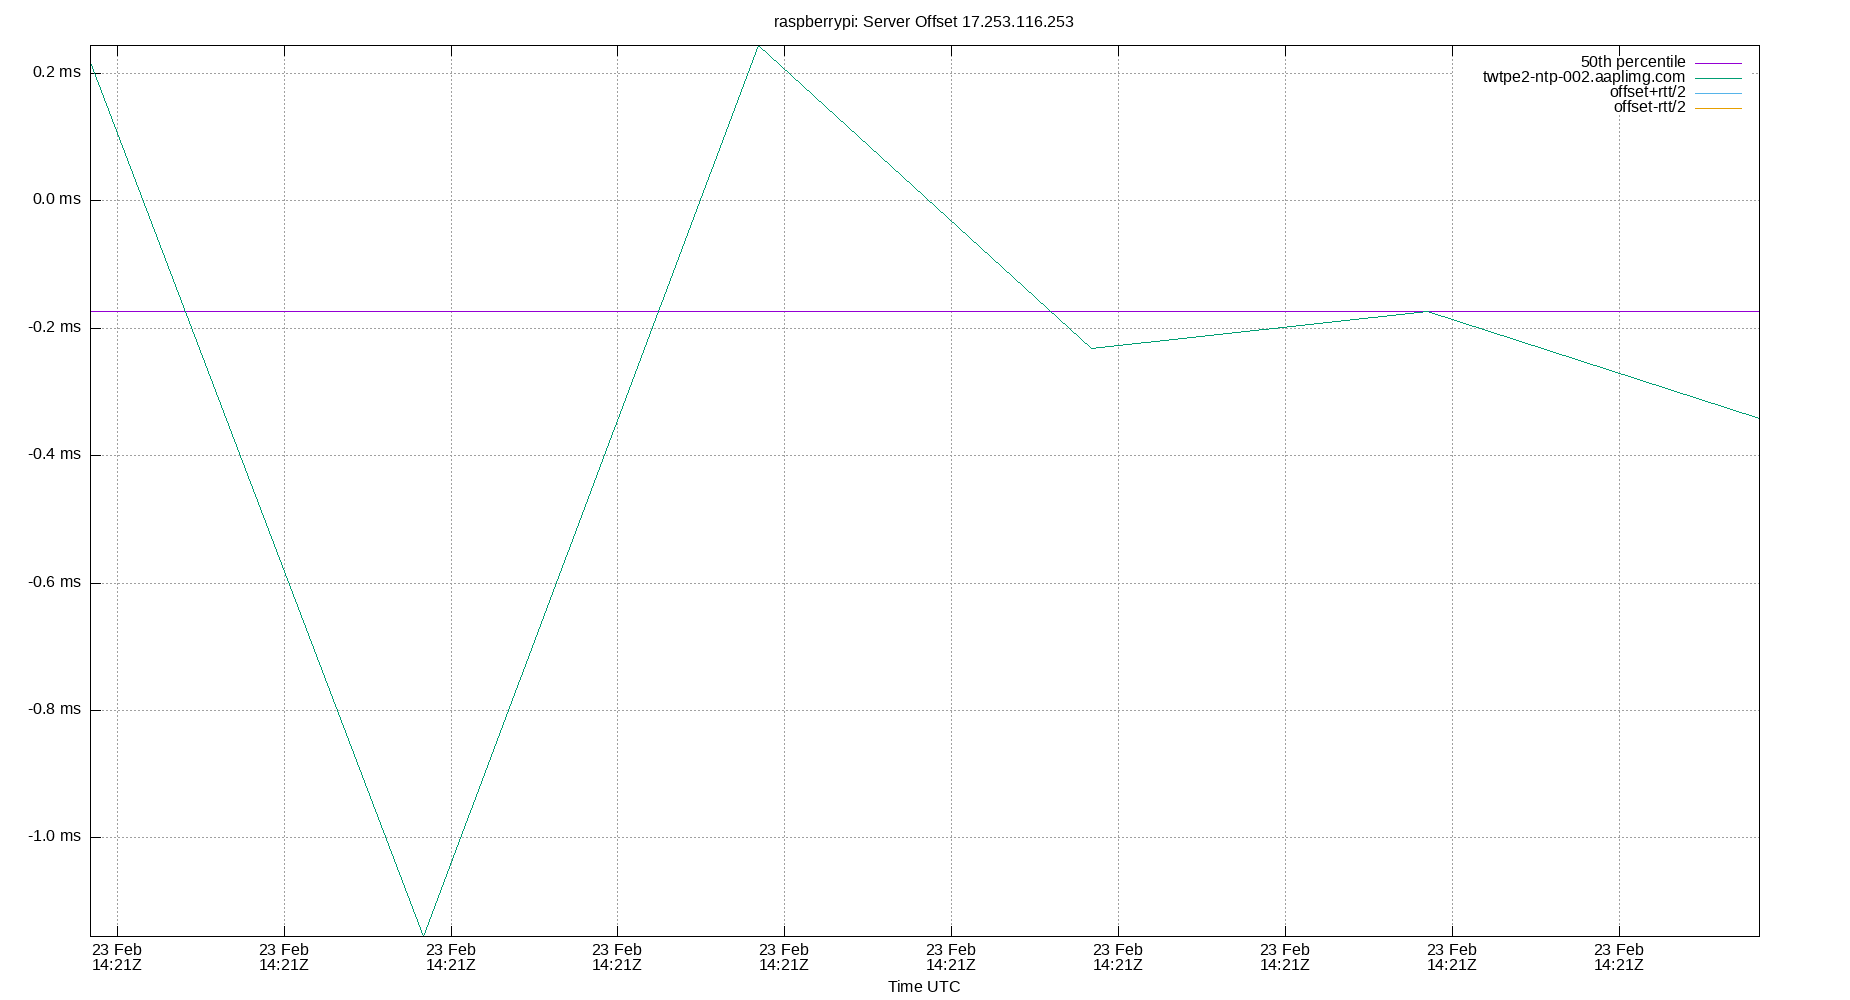 raspberrypi: Server Offset 17.253.116.253
50th percentile
twtpe2-ntp-002.aaplimg.com
offset+rtt/2
offset-rtt/2
0.2 ms
0.0 ms
-0.2 ms
-0.4 ms
-0.6 ms
-0.8 ms
-1.0 ms
23 Feb 23 Feb 23 Feb 23 Feb 23 Feb 23 Feb 23 Feb 23 Feb 23 Feb 23 Feb
14:21Z 14:21Z 14:21Z 14:21Z 14:21Z 14:21Z 14:21Z 14:21Z 14:21Z 14:21Z
Time UTC